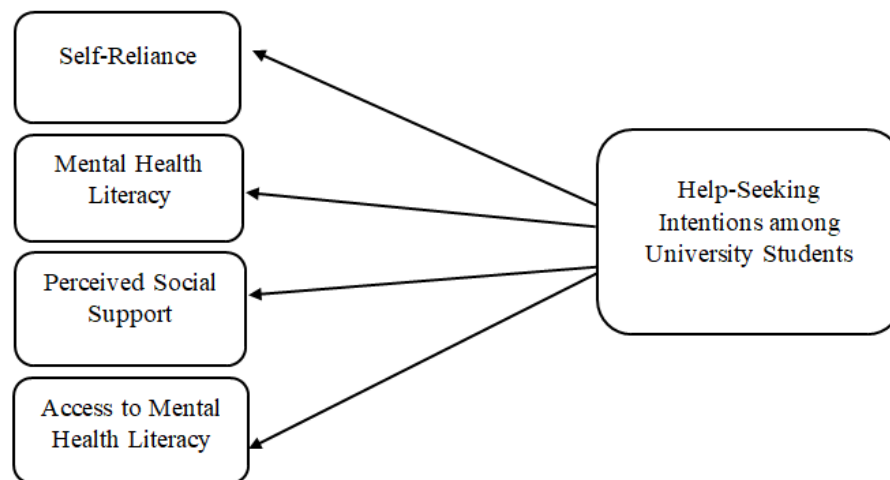 Self-Reliance
Mental Health
Literacy
Perceived Social
Support
Access to Mental
Health Literacy
Help-Seeking
Intentions among
University Students